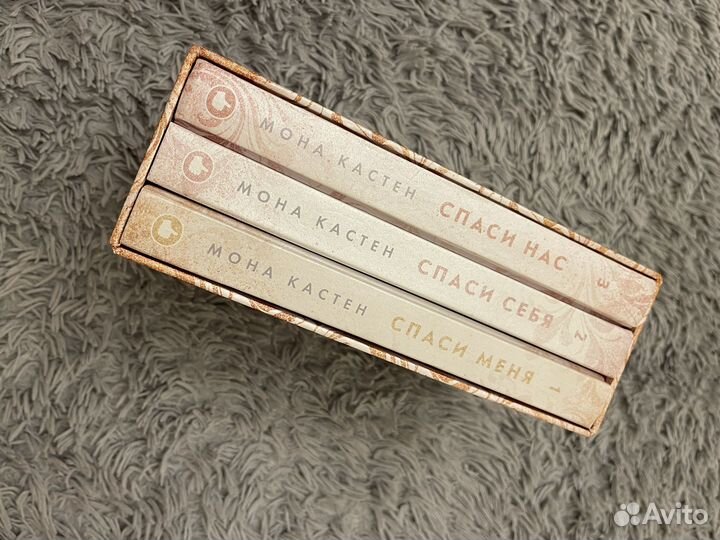 МОНА КАСТЕН СПАСИ НАС 3
МОНА КАСТЕН СПАСИ СЕБЯ 2
МОНА КАСТЕН СПАСИ МЕНЯ 1
Avito